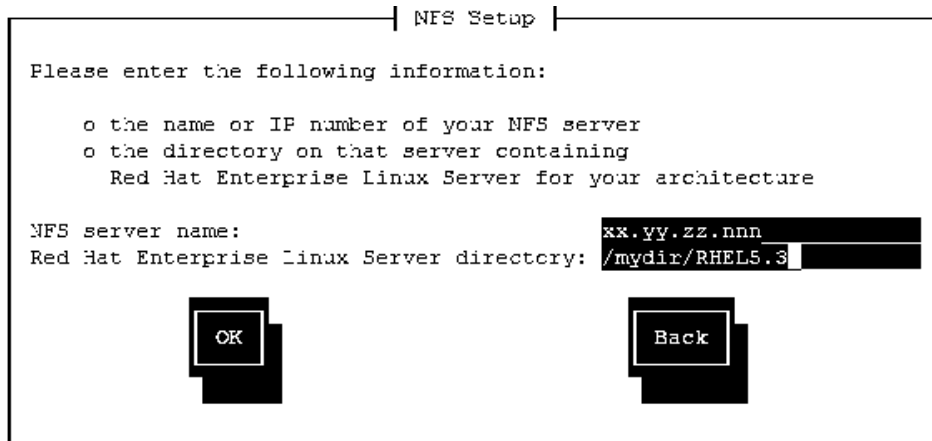 NFS Setup
Please enter the following information:
o the name or IP number of your NFS server
o the directory on that server containing
Red Hat Enterprise Linux Server for your architecture
NFS server name: xx.yy.zz.nnn
Red Hat Enterprise Linux Server directory: /mydir/RHEL5.3
OK Back